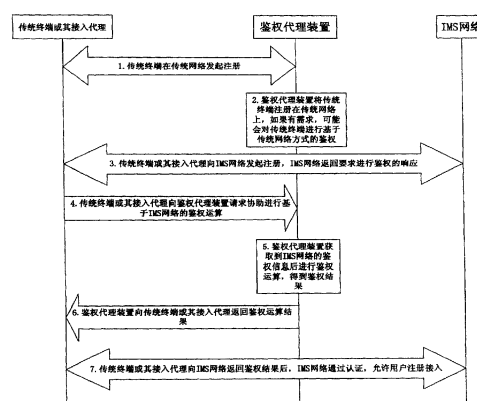 传统终端或其接入代理
鉴权代理装置
IMS网络
1.传统终端在传统网络发起注册
2.鉴权代理装置将传统
终端注册在传统网络
上，如果有需求，可能
会对传统终端进行基于
传统网络方式的鉴权
3.传统终端或其接入代理向IMS网络发起注册，IMS网络返回要求进行鉴权的响应
4.传统终端或其接入代理向鉴权代理装置请求协助进行基
于IMS网络的鉴权运算
5.鉴权代理装置获
取到IMS网络的鉴
权信息后进行鉴权
运算，得到鉴权结
果
6.鉴权代理装置向传统终端或其接入代理返回鉴权运算结
果
7.传统终端或其接入代理向IMS网络返回鉴权结果后，IMS网络通过认证，允许用户注册接入